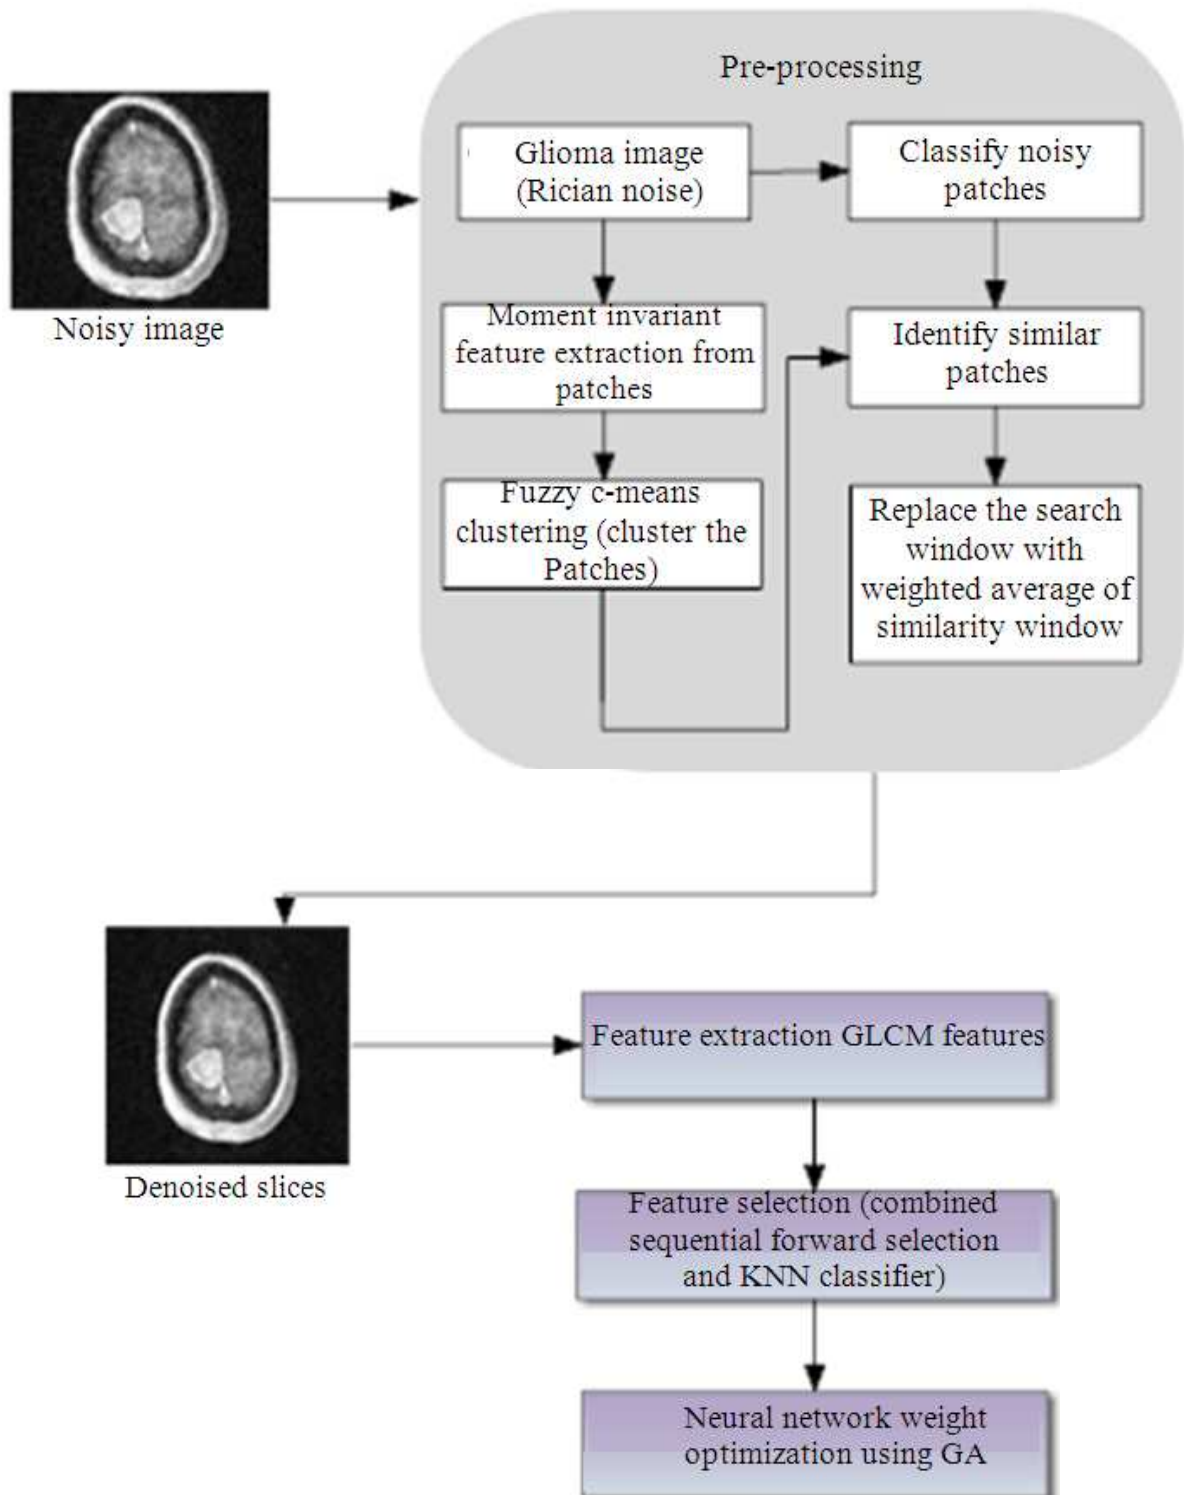 Pre-processing
Noisy image
Glioma image
(Rician noise)
Classify noisy
patches
Moment invariant
feature extraction from
patches
Identify similar
patches
Fuzzy c-means
clustering (cluster the
Patches)
Replace the search
window with
weighted average of
similarity window
Denoised slices
Feature extraction GLCM features
Feature selection (combined
sequential forward selection
and KNN classifier)
Neural network weight
optimization using GA